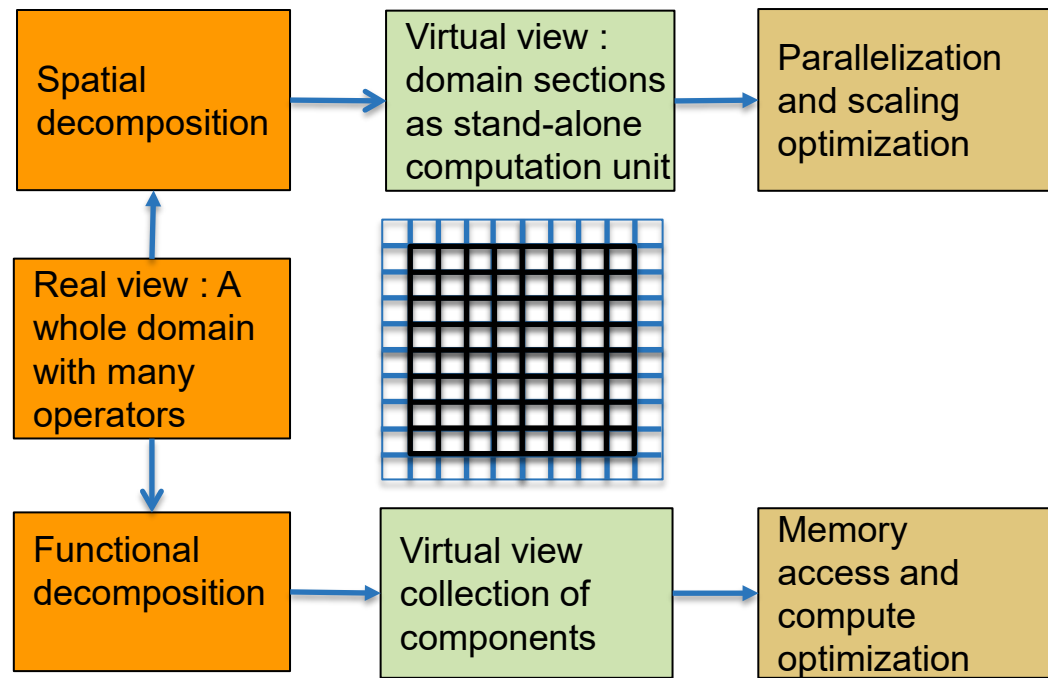 Spatial
decomposition
Virtual view :
domain sections
as stand-alone
computation unit
Parallelization
and scaling
optimization
Real view : A
whole domain
with many
operators
Functional
decomposition
Virtual view
collection of
components
Memory
access and
compute
optimization